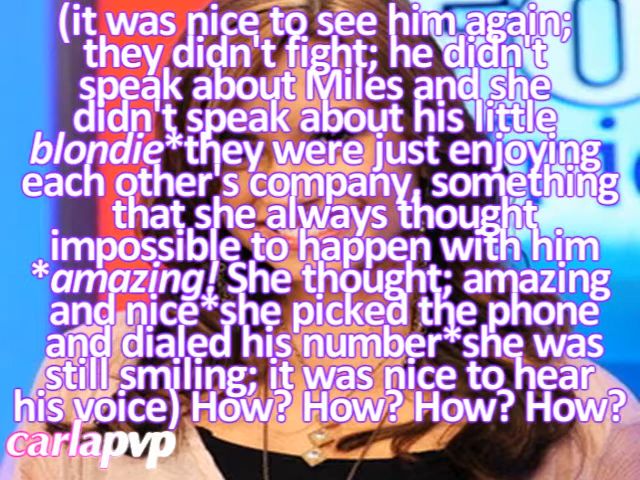 (it was nice to see him again;
they didn't fight; he didn't
speak about Miles and she
didn't speak about his little
blondie*they were just enjoying
each other's company, something
that she always thought
impossible to happen with him
*amazing! She thought; amazing
and nice*she picked the phone
and dialed his number*she was
still smiling; it was nice to hear
his voice) How? How? How? How?
carlapvp